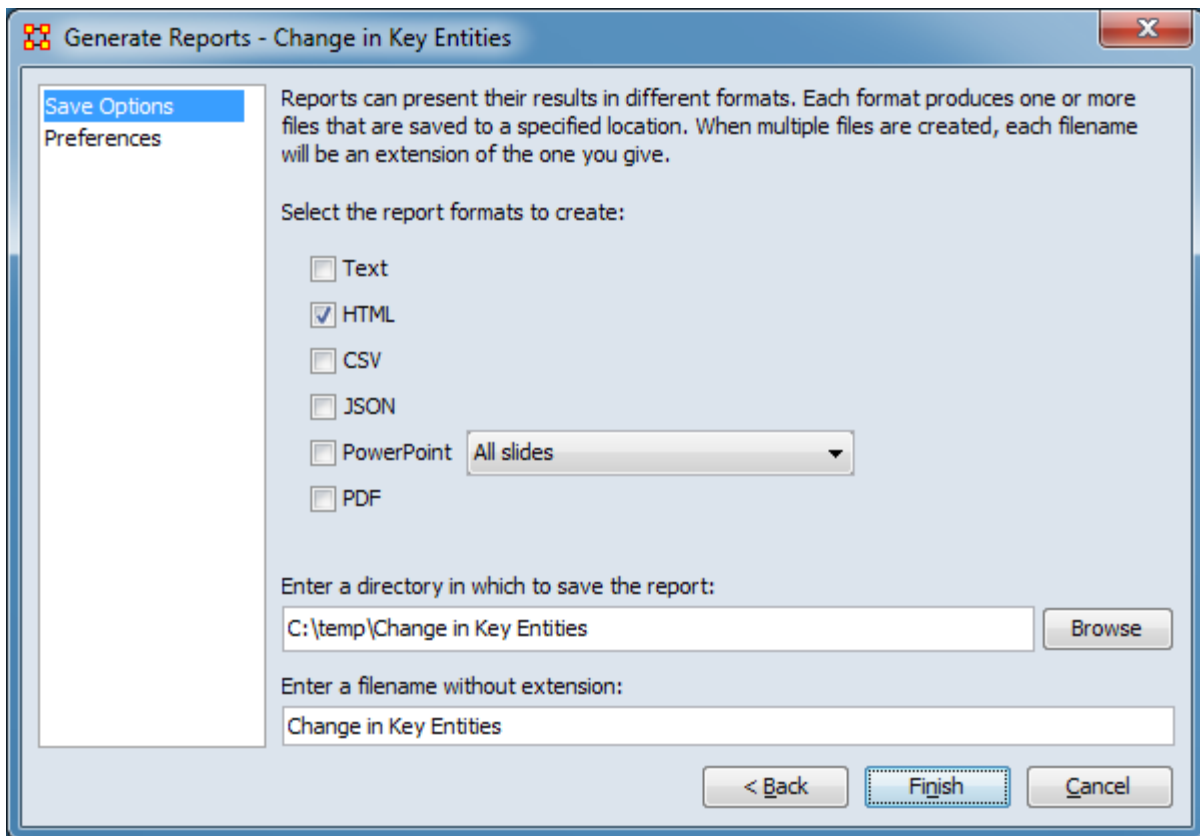 Generate Reports - Change in Key Entities
Save Options
Preferences
Reports can present their results in different formats. Each format produces one or more
files that are saved to a specified location. When multiple files are created, each filename
will be an extension of the one you give.
Select the report formats to create:
Text
HTML
CSV
JSON
PowerPoint All slides
PDF
Enter a directory in which to save the report:
C:\temp\Change in Key Entities Browse
Enter a filename without extension:
Change in Key Entities
< Back Finish Cancel